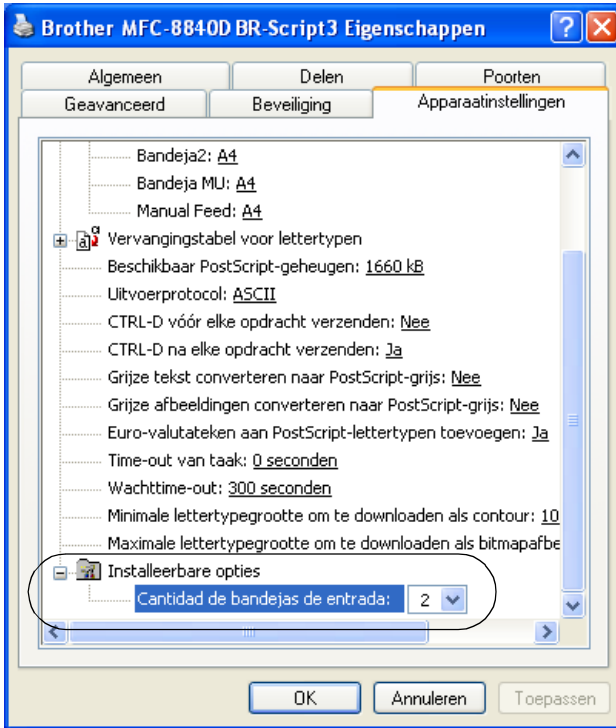 Brother MFC-8840D BR-Script3 Eigenschappen
Algemeen Delen Poorten
Geavanceerd Beveiliging Apparaatinstellingen
Bandeja2: A4
Bandeja MU: A4
Manual Feed: A4
Vervangingstabel voor lettertypen
Beschikbaar PostScript-geheugen: 1660 kB
Uitvoerprotocol: ASCII
CTRL-D vóór elke opdracht verzenden: Nee
CTRL-D na elke opdracht verzenden: Ja
Grijze tekst converteren naar PostScript-grijs: Nee
Grijze afbeeldingen converteren naar PostScript-grijs: Nee
Euro-valutateken aan PostScript-lettertypen toevoegen: Ja
Time-out van taak: 0 seconden
Wachttime-out: 300 seconden
Minimale lettertypegrootte om te downloaden als contour: 10
Maximale lettertypegrootte om te downloaden als bitmapafbe
Installeerbare opties
Cantidad de bandejas de entrada: 2
OK Annuleren Toepassen